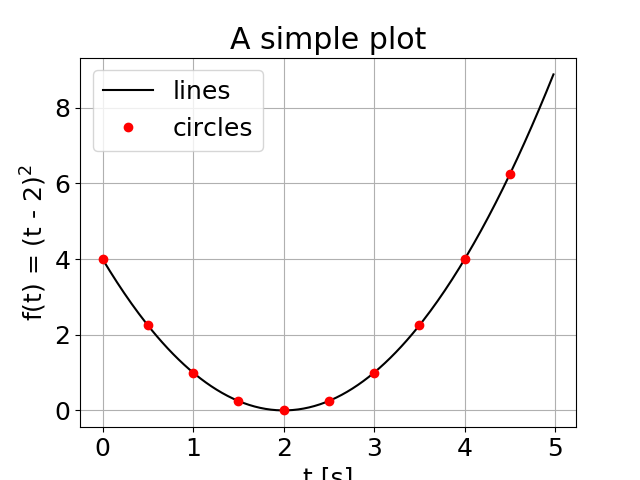 A simple plot
lines
circles
f(t) = (t - 2)²
8
6
4
2
0
0 1 2 3 4 5
t [s]